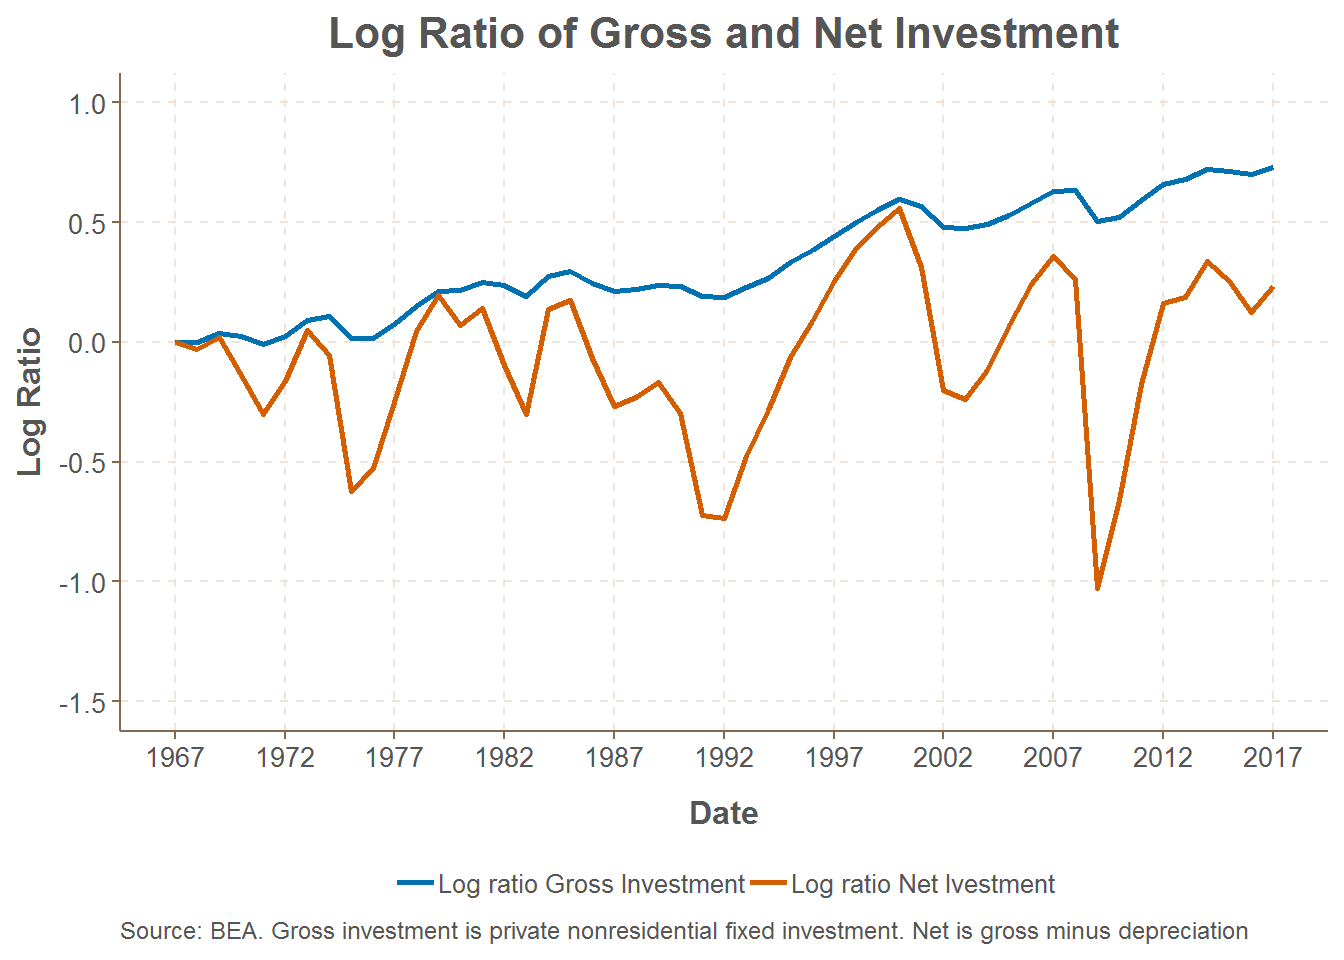 Log Ratio of Gross and Net Investment
Log Ratio
1.0
0.5
0.0
-0.5
-1.0
-1.5
1967 1972 1977 1982 1987 1992 1997 2002 2007 2012 2017
Date
Log ratio Gross Investment Log ratio Net Ivestment
Source: BEA. Gross investment is private nonresidential fixed investment. Net is gross minus depreciation